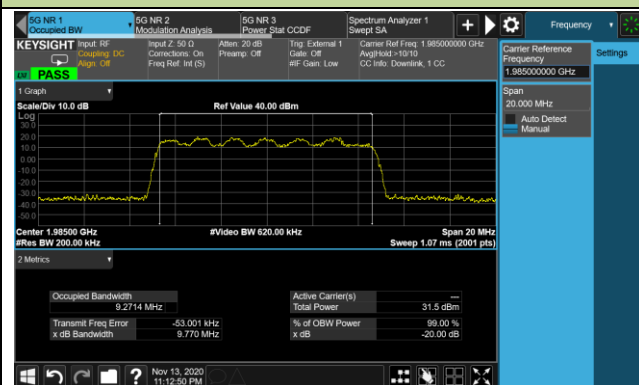 5G NR 1
Occupied BW
5G NR 2
Modulation Analysis
5G NR 3
Power Stat CCDF
Spectrum Analyzer 1
Swept SA
Frequency
KEYSIGHT
Input: RF
Coupling: DC
Align: Off
Input Z: 50 Ω
Corrections: On
Freq Ref: Int (S)
Atten: 20 dB
Preamp: Off
Trig: External 1
Gate: Off
#IF Gain: Low
Carrier Ref Freq: 1.985000000 GHz
Avg|Hold:>10/10
CC Info: Downlink, 1 CC
PASS
Carrier Reference
Frequency
1.985000000 GHz
Settings
Span
20.000 MHz
Auto Detect
Manual
1 Graph
Scale/Div 10.0 dB
Ref Value 40.00 dBm
Log
30.0
20.0
10.0
0.00
-10.0
-20.0
-30.0
-40.0
-50.0
Center 1.98500 GHz
#Video BW 620.00 kHz
Span 20 MHz
#Res BW 200.00 kHz
Sweep 1.07 ms (2001 pts)
2 Metrics
Occupied Bandwidth
9.2714 MHz
Active Carrier(s)
---
Total Power
31.5 dBm
Transmit Freq Error
-53.001 kHz
% of OBW Power
99.00 %
x dB Bandwidth
9.770 MHz
x dB
-20.00 dB
?
Nov 13, 2020
11:12:50 PM